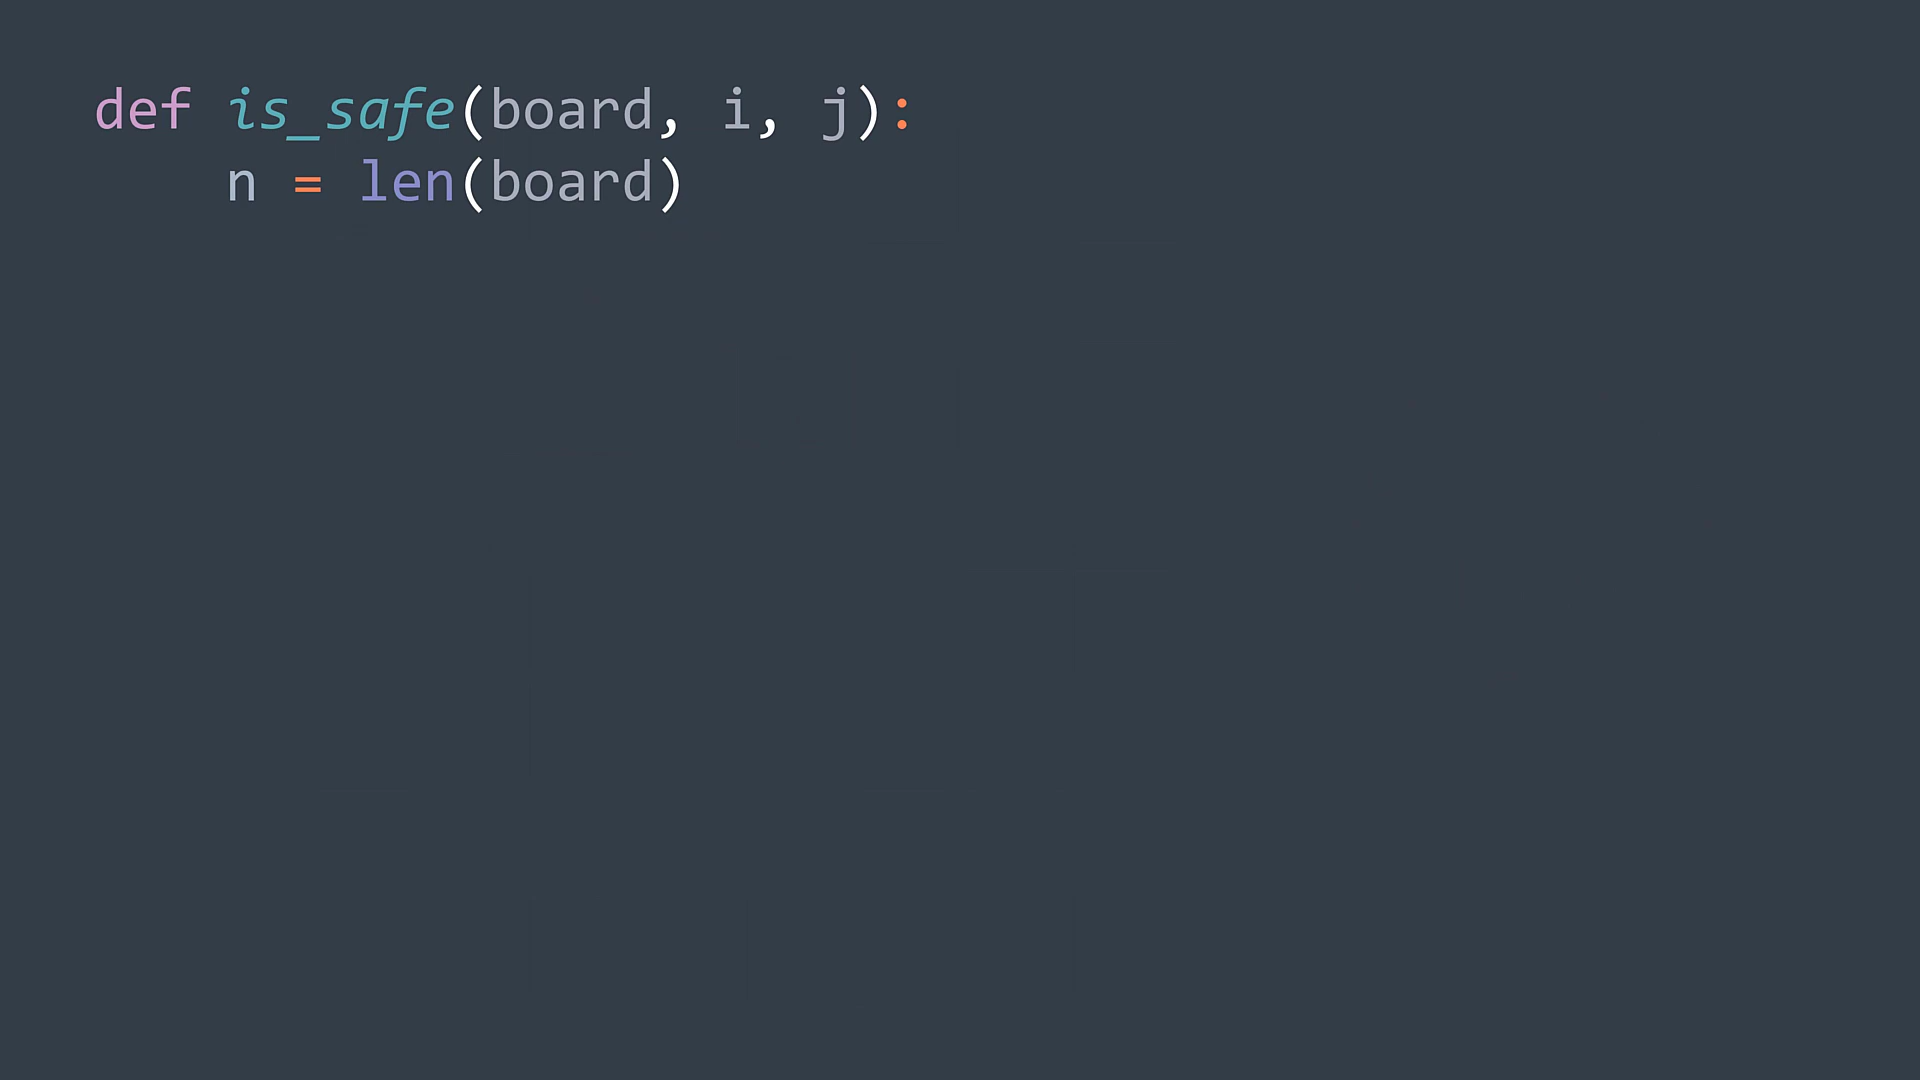 def is_safe(board, i, j):
    n = len(board)